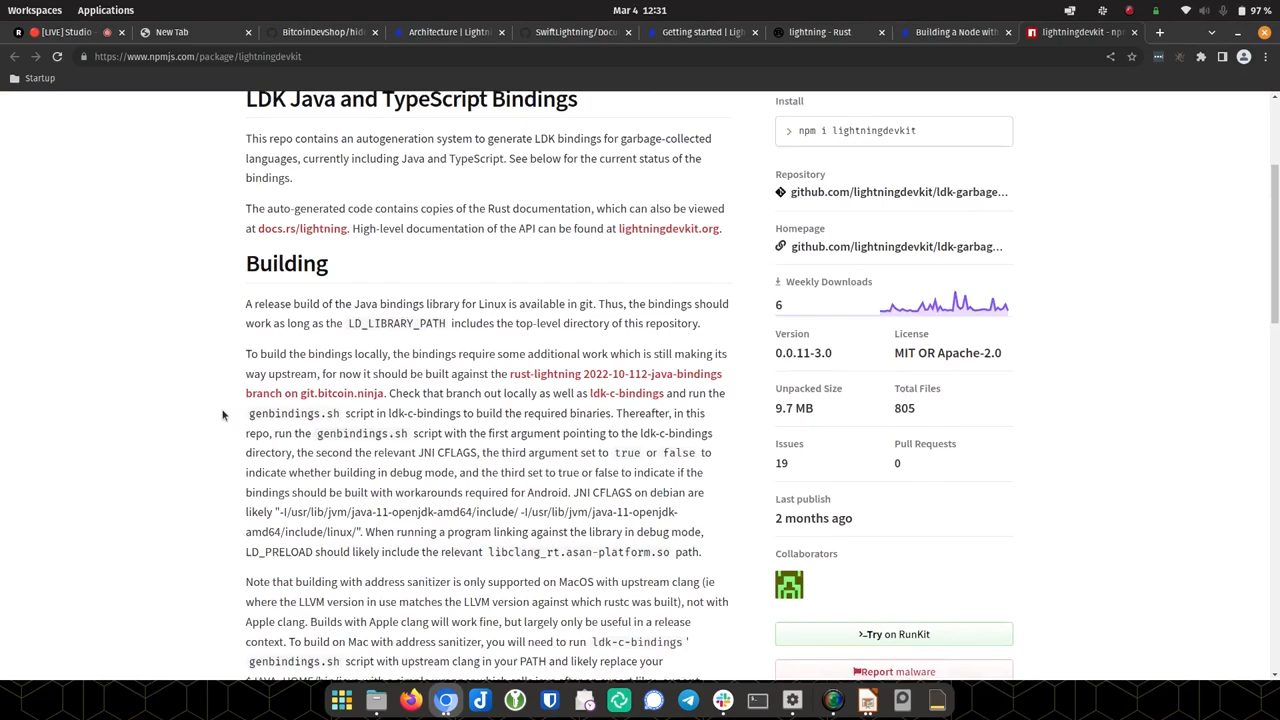 Workspaces
Applications
Mar 4 12:31
97 %
[LIVE] Studio -
New Tab
BitcoinDevShop/hide
Architecture | Lightn
SwiftLightning/Docu
Getting started | Ligh
lightning - Rust
Building a Node with
lightningdevkit - npm
https://www.npmjs.com/package/lightningdevkit
Startup
LDK Java and TypeScript Bindings
This repo contains an autogeneration system to generate LDK bindings for garbage-collected
languages, currently including Java and TypeScript. See below for the current status of the
bindings.
The auto-generated code contains copies of the Rust documentation, which can also be viewed
at docs.rs/lightning. High-level documentation of the API can be found at lightningdevkit.org.
Building
A release build of the Java bindings library for Linux is available in git. Thus, the bindings should
work as long as the LD_LIBRARY_PATH includes the top-level directory of this repository.
To build the bindings locally, the bindings require some additional work which is still making its
way upstream, for now it should be built against the rust-lightning 2022-10-112-java-bindings
branch on git.bitcoin.ninja. Check that branch out locally as well as ldk-c-bindings and run the
genbindings.sh script in ldk-c-bindings to build the required binaries. Thereafter, in this
repo, run the genbindings.sh script with the first argument pointing to the ldk-c-bindings
directory, the second the relevant JNI CFLAGS, the third argument set to true or false to
indicate whether building in debug mode, and the third set to true or false to indicate if the
bindings should be built with workarounds required for Android. JNI CFLAGS on debian are
likely "-I/usr/lib/jvm/java-11-openjdk-amd64/include/ -I/usr/lib/jvm/java-11-openjdk-
amd64/include/linux/". When running a program linking against the library in debug mode,
LD_PRELOAD should likely include the relevant libclang_rt.asan-platform.so path.
Note that building with address sanitizer is only supported on MacOS with upstream clang (ie
where the LLVM version in use matches the LLVM version against which rustc was built), not with
Apple clang. Builds with Apple clang will work fine, but largely only be useful in a release
context. To build on Mac with address sanitizer, you will need to run ldk-c-bindings'
genbindings.sh script with upstream clang in your PATH and likely replace your
Install
> npm i lightningdevkit
Repository
github.com/lightningdevkit/ldk-garbage...
Homepage
github.com/lightningdevkit/ldk-garbag...
Weekly Downloads
6
Version
License
0.0.11-3.0
MIT OR Apache-2.0
Unpacked Size
Total Files
9.7 MB
805
Issues
Pull Requests
19
0
Last publish
2 months ago
Collaborators
>_Try on RunKit
Report malware